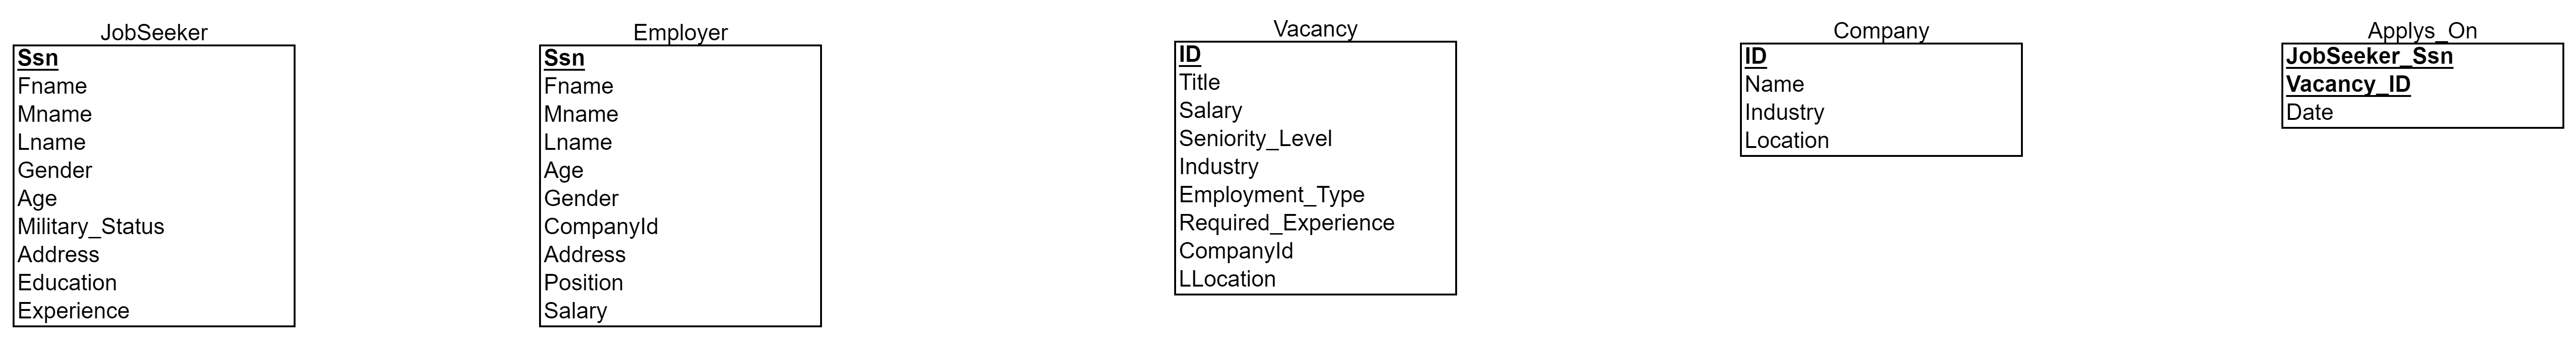 JobSeeker
Ssn
Fname
Mname
Lname
Gender
Age
Military_Status
Address
Education
Experience
Employer
Ssn
Fname
Mname
Lname
Age
Gender
CompanyId
Address
Position
Salary
Vacancy
ID
Title
Salary
Seniority_Level
Industry
Employment_Type
Required_Experience
CompanyId
LLocation
Company
ID
Name
Industry
Location
Applys_On
JobSeeker_Ssn
Vacancy_ID
Date